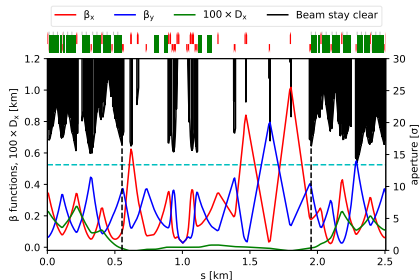 βx βy 100 × Dx Beam stay clear
1.2
1.0
0.8
0.6
0.4
0.2
0.0
β functions, 100 × Dx [km]
30
25
20
15
10
5
0
aperture [σ]
0.0 0.5 1.0 1.5 2.0 2.5
s [km]